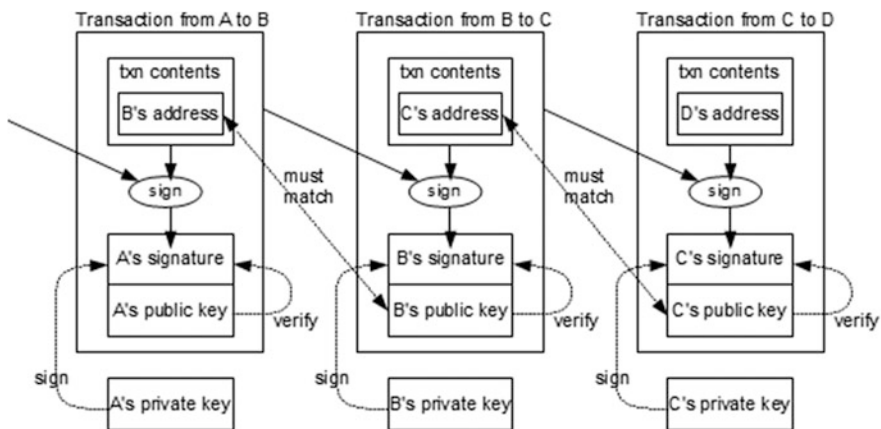 Transaction from A to B
txn contents
B's address
sign
A's signature
A's public key
verify
sign
A's private key
must
match
Transaction from B to C
txn contents
C's address
sign
B's signature
B's public key
verify
sign
B's private key
must
match
Transaction from C to D
txn contents
D's address
sign
C's signature
C's public key
verify
sign
C's private key